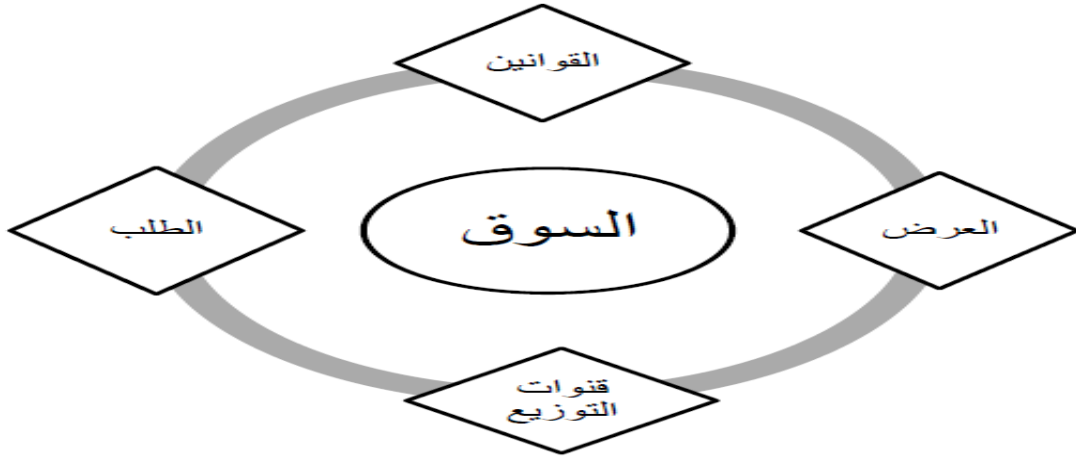 القوانين
العرض
السوق
الطلب
قنوات
التوزيع